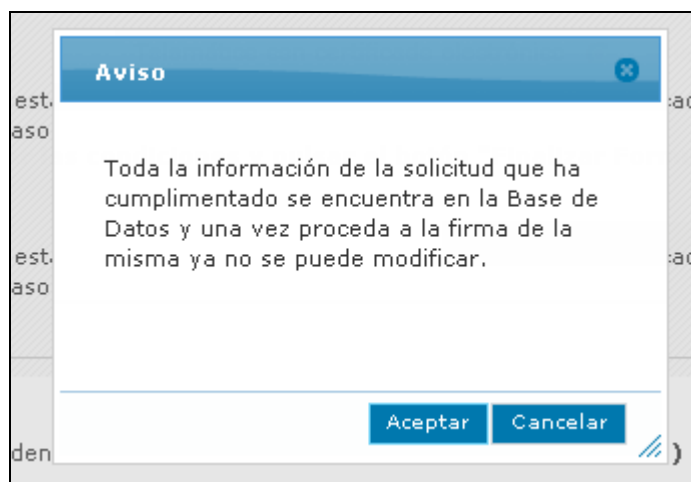 Aviso
Toda la información de la solicitud que ha
cumplimentado se encuentra en la Base de
Datos y una vez proceda a la firma de la
misma ya no se puede modificar.
Aceptar Cancelar